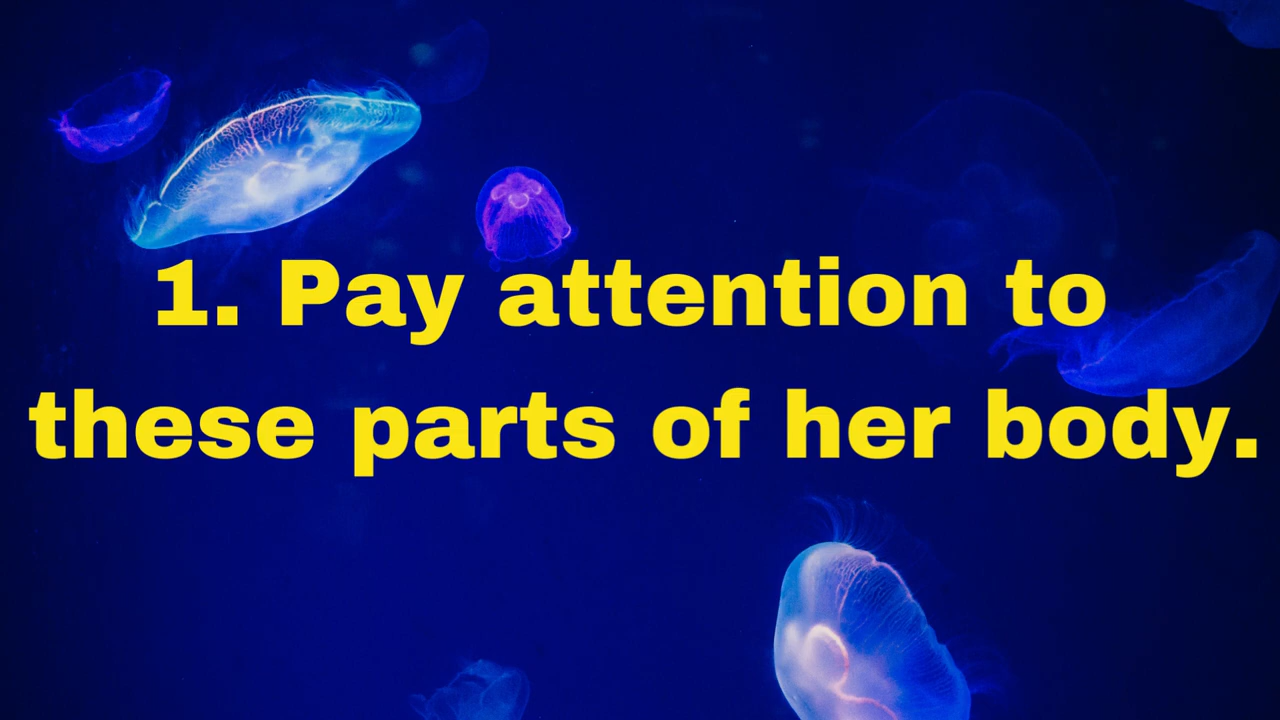 1. Pay attention to
these parts of her body.